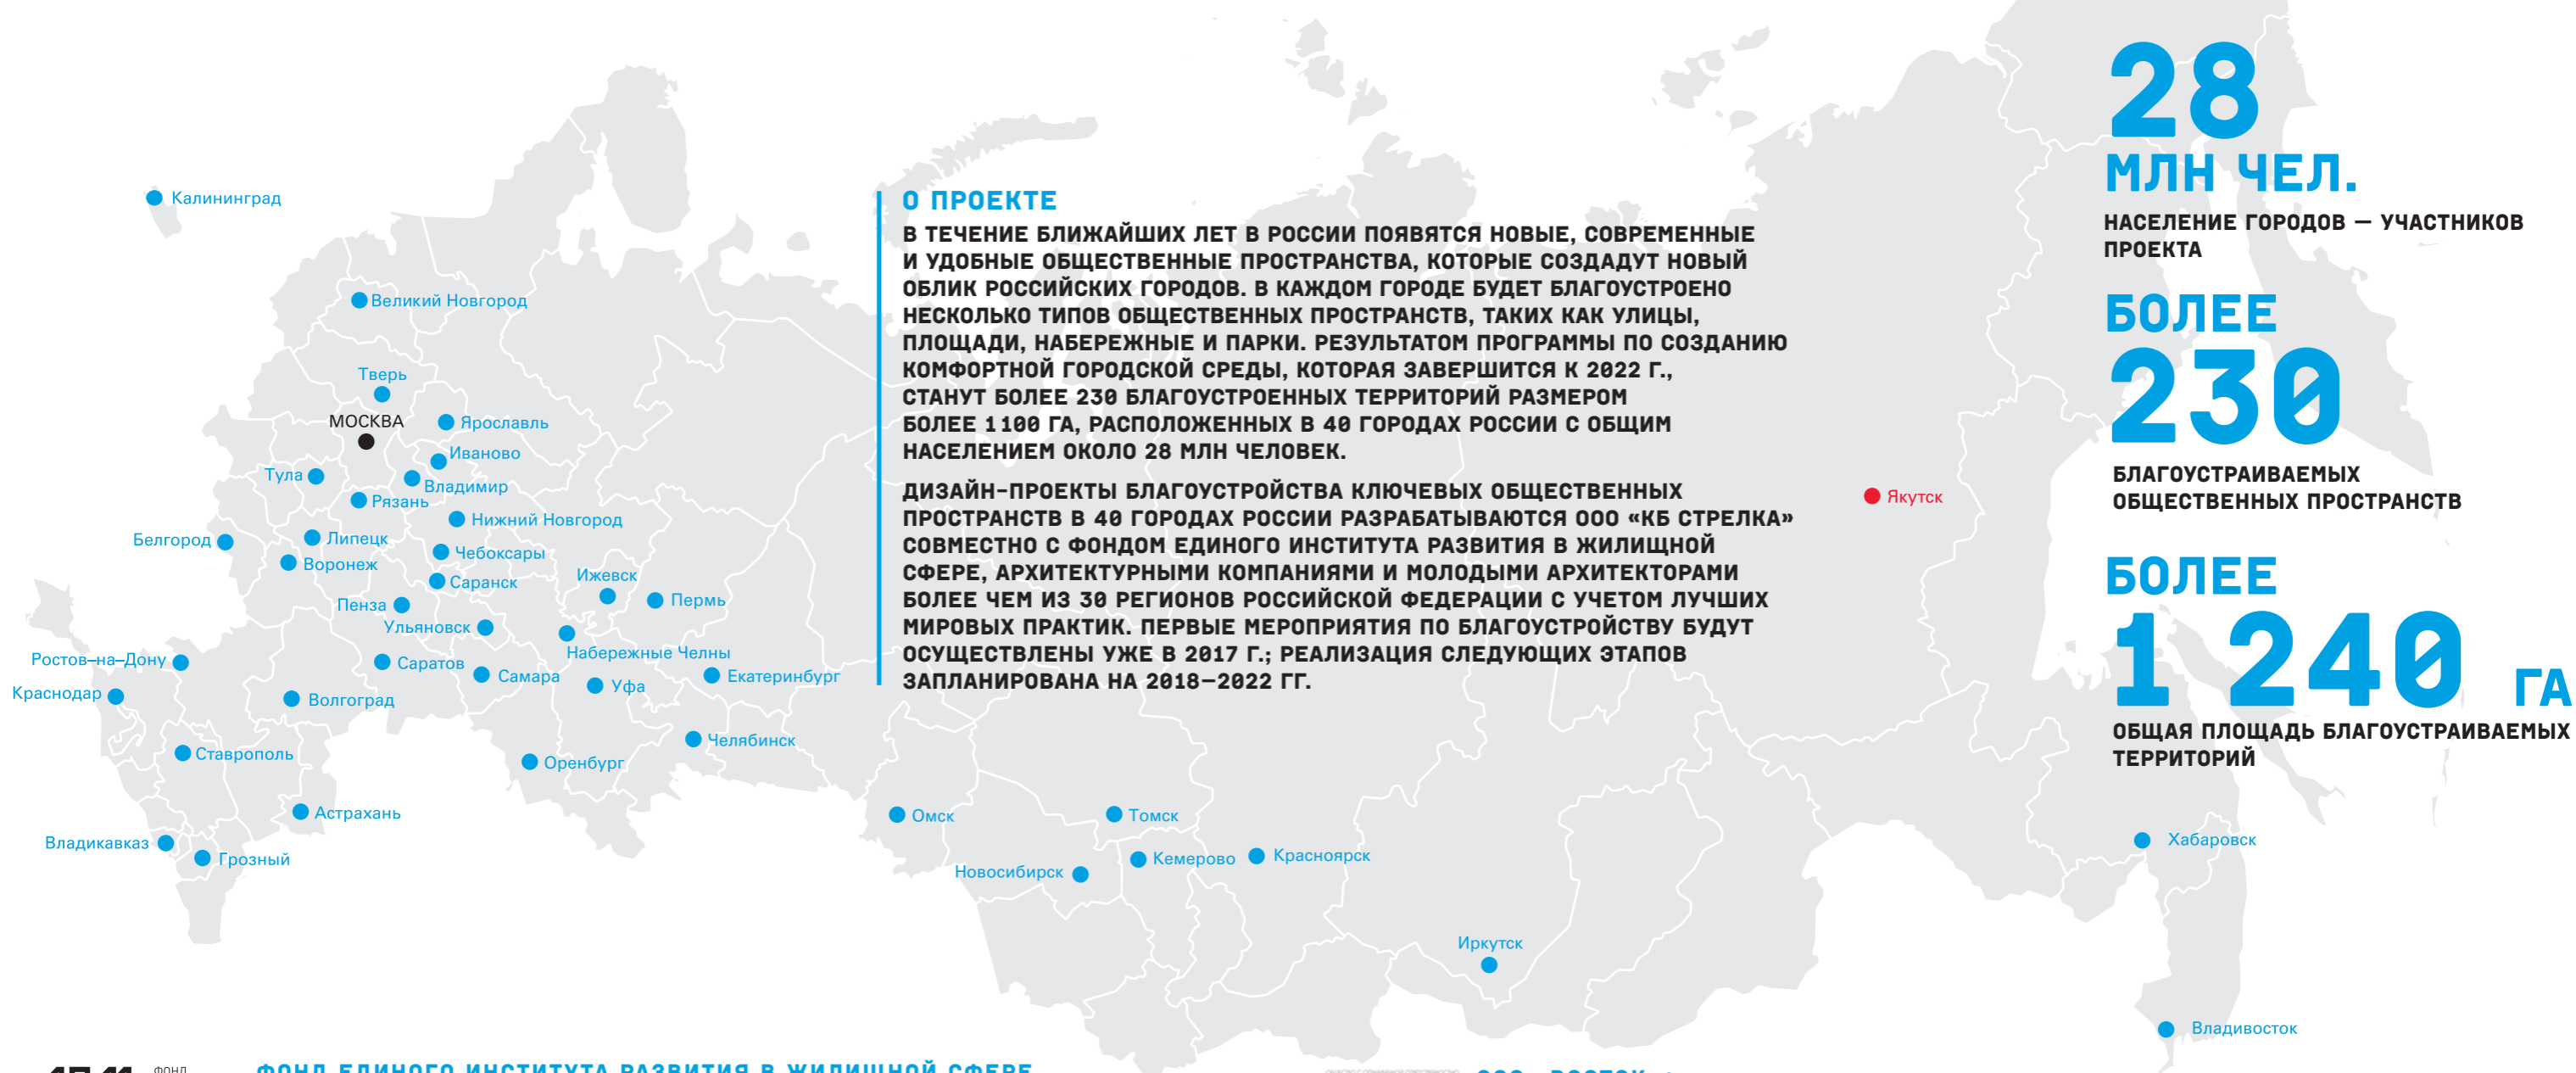 Калининград
Великий Новгород
Тверь
МОСКВА
Ярославль
Иваново
Тула
Владимир
Рязань
Нижний Новгород
Белгород
Липецк
Чебоксары
Воронеж
Саранск
Ижевск
Пенза
Пермь
Ульяновск
Набережные Челны
Ростов–на–Дону
Саратов
Самара
Екатеринбург
Уфа
Краснодар
Волгоград
Челябинск
Ставрополь
Оренбург
Астрахань
Владикавказ
Грозный
О ПРОЕКТЕ
В ТЕЧЕНИЕ БЛИЖАЙШИХ ЛЕТ В РОССИИ ПОЯВЯТСЯ НОВЫЕ, СОВРЕМЕННЫЕ
И УДОБНЫЕ ОБЩЕСТВЕННЫЕ ПРОСТРАНСТВА, КОТОРЫЕ СОЗДАДУТ НОВЫЙ
ОБЛИК РОССИЙСКИХ ГОРОДОВ. В КАЖДОМ ГОРОДЕ БУДЕТ БЛАГОУСТРОЕНО
НЕСКОЛЬКО ТИПОВ ОБЩЕСТВЕННЫХ ПРОСТРАНСТВ, ТАКИХ КАК УЛИЦЫ,
ПЛОЩАДИ, НАБЕРЕЖНЫЕ И ПАРКИ. РЕЗУЛЬТАТОМ ПРОГРАММЫ ПО СОЗДАНИЮ
КОМФОРТНОЙ ГОРОДСКОЙ СРЕДЫ, КОТОРАЯ ЗАВЕРШИТСЯ К 2022 Г.,
СТАНУТ БОЛЕЕ 230 БЛАГОУСТРОЕННЫХ ТЕРРИТОРИЙ РАЗМЕРОМ
БОЛЕЕ 1100 ГА, РАСПОЛОЖЕННЫХ В 40 ГОРОДАХ РОССИИ С ОБЩИМ
НАСЕЛЕНИЕМ ОКОЛО 28 МЛН ЧЕЛОВЕК.
ДИЗАЙН-ПРОЕКТЫ БЛАГОУСТРОЙСТВА КЛЮЧЕВЫХ ОБЩЕСТВЕННЫХ
ПРОСТРАНСТВ В 40 ГОРОДАХ РОССИИ РАЗРАБАТЫВАЮТСЯ ООО «КБ СТРЕЛКА»
СОВМЕСТНО С ФОНДОМ ЕДИНОГО ИНСТИТУТА РАЗВИТИЯ В ЖИЛИЩНОЙ
СФЕРЕ, АРХИТЕКТУРНЫМИ КОМПАНИЯМИ И МОЛОДЫМИ АРХИТЕКТОРАМИ
БОЛЕЕ ЧЕМ ИЗ 30 РЕГИОНОВ РОССИЙСКОЙ ФЕДЕРАЦИИ С УЧЕТОМ ЛУЧШИХ
МИРОВЫХ ПРАКТИК. ПЕРВЫЕ МЕРОПРИЯТИЯ ПО БЛАГОУСТРОЙСТВУ БУДУТ
ОСУЩЕСТВЛЕНЫ УЖЕ В 2017 Г.; РЕАЛИЗАЦИЯ СЛЕДУЮЩИХ ЭТАПОВ
ЗАПЛАНИРОВАНА НА 2018–2022 ГГ.
Якутск
Омск
Томск
Новосибирск
Кемерово
Красноярск
Иркутск
Хабаровск
Владивосток
28
МЛН ЧЕЛ.
НАСЕЛЕНИЕ ГОРОДОВ — УЧАСТНИКОВ
ПРОЕКТА
БОЛЕЕ
230
БЛАГОУСТРАИВАЕМЫХ
ОБЩЕСТВЕННЫХ ПРОСТРАНСТВ
БОЛЕЕ
1 240 ГА
ОБЩАЯ ПЛОЩАДЬ БЛАГОУСТРАИВАЕМЫХ
ТЕРРИТОРИЙ
ФОНД
ФОНД ЕДИНОГО ИНСТИТУТА РАЗВИТИЯ В ЖИЛИЩНОЙ СФЕРЕ